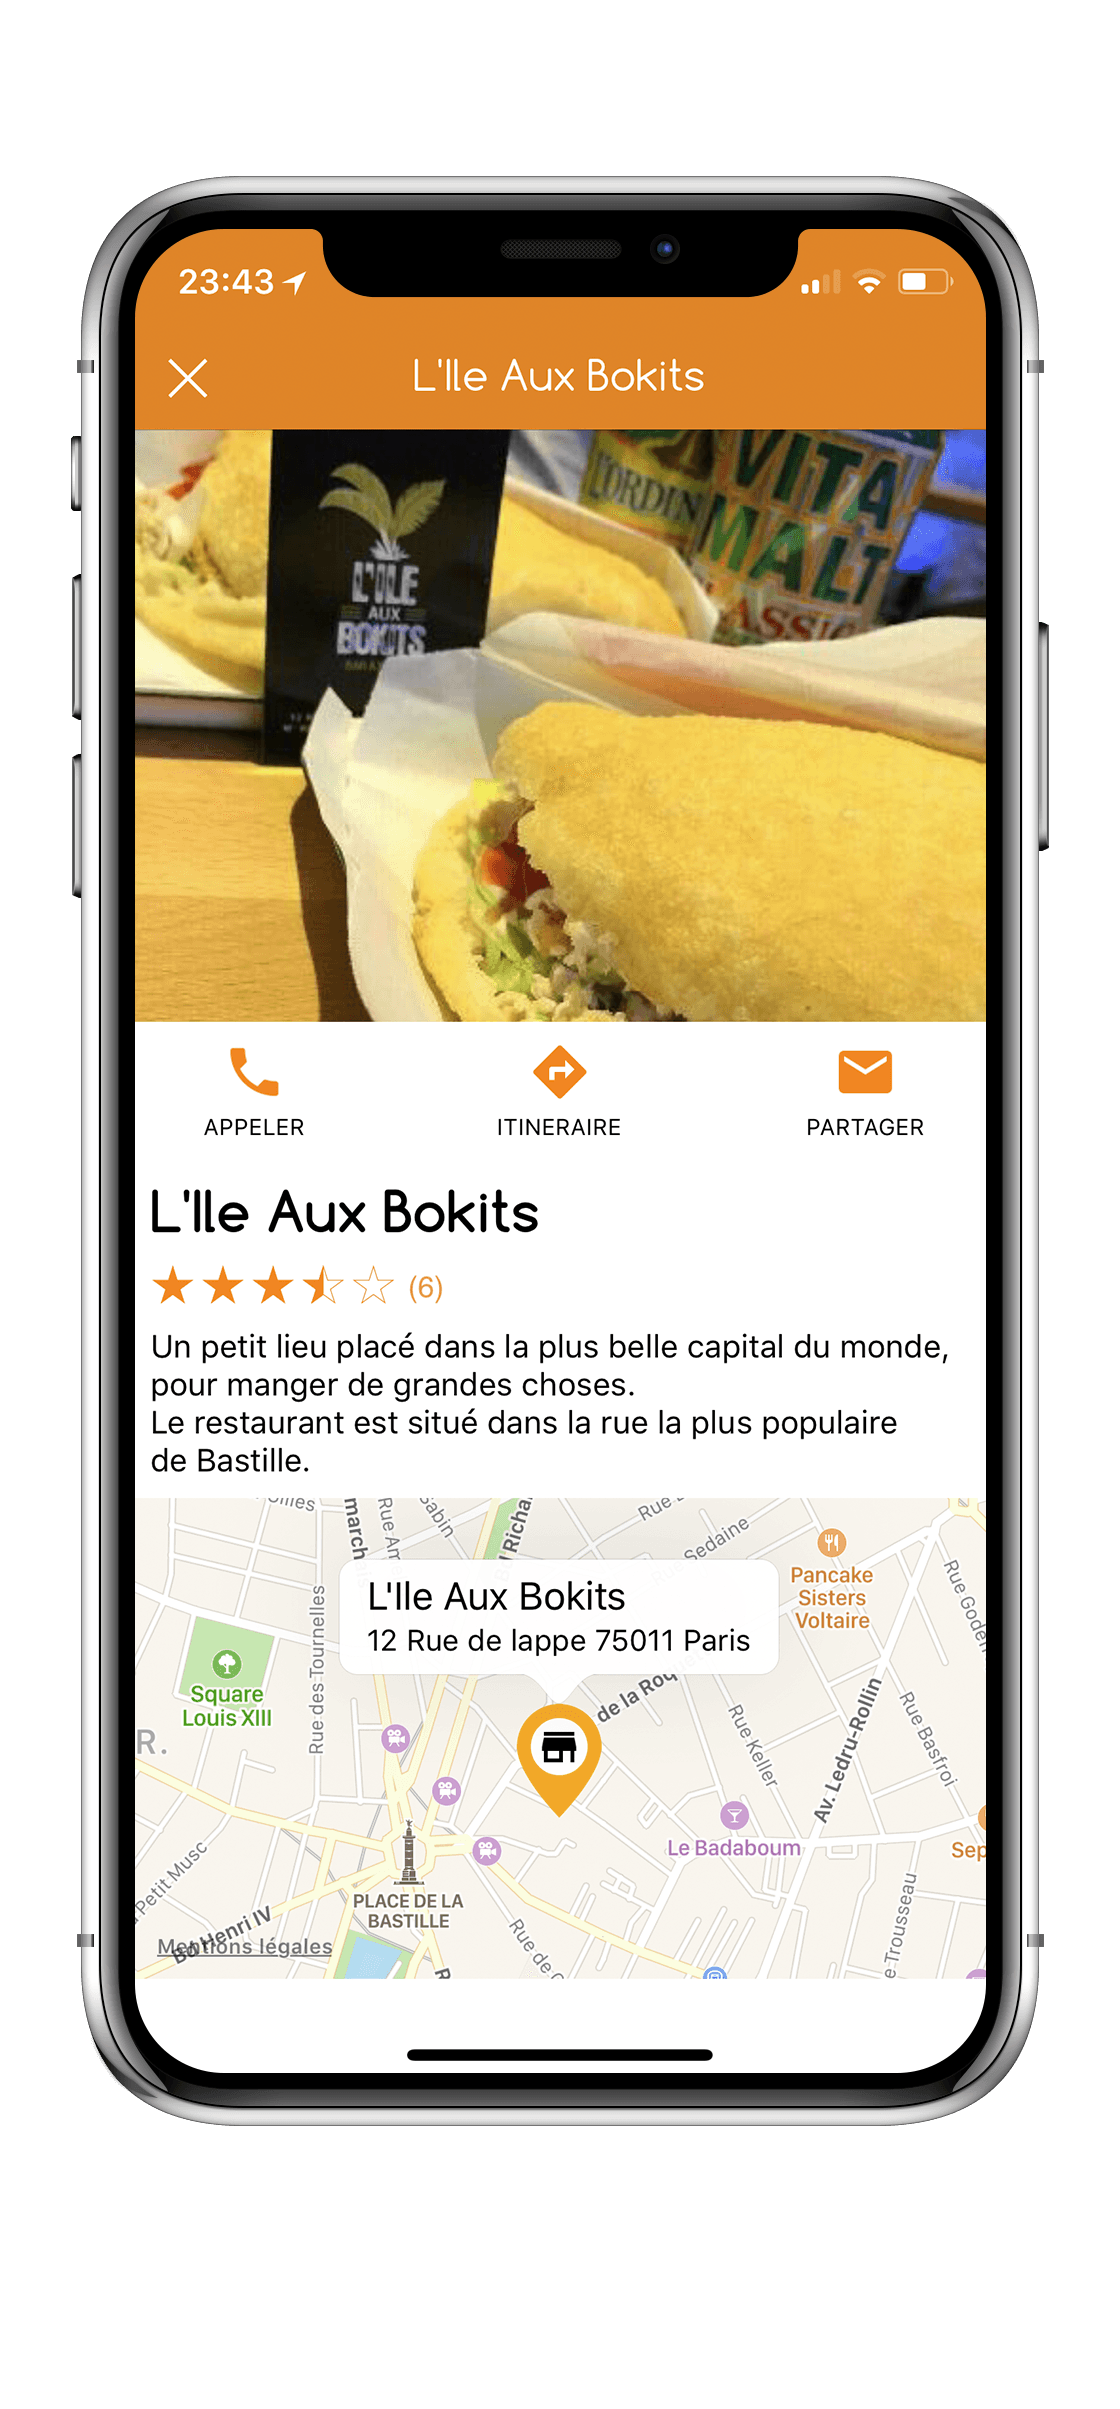 23:43
L'Ile Aux Bokits
L'ILE
AUX
BOKITS
VITA
MALT
CLASSIC
APPELER
ITINERAIRE
PARTAGER
L'Ile Aux Bokits
(6)
Un petit lieu placé dans la plus belle capital du monde,
pour manger de grandes choses.
Le restaurant est situé dans la rue la plus populaire
de Bastille.
Rue
Sedaine
Pancake
Sisters
Voltaire
L'Ile Aux Bokits
12 Rue de lappe 75011 Paris
Rue des Tournelles
Square
Louis XIII
R.
de la
Rue Keller
Av. Ledru-Rollin
Rue Basfroi
Le Badaboum
PLACE DE LA
BASTILLE
Petit Musc
Bd Henri IV
Mentions légales
Rue de
e Trousseau